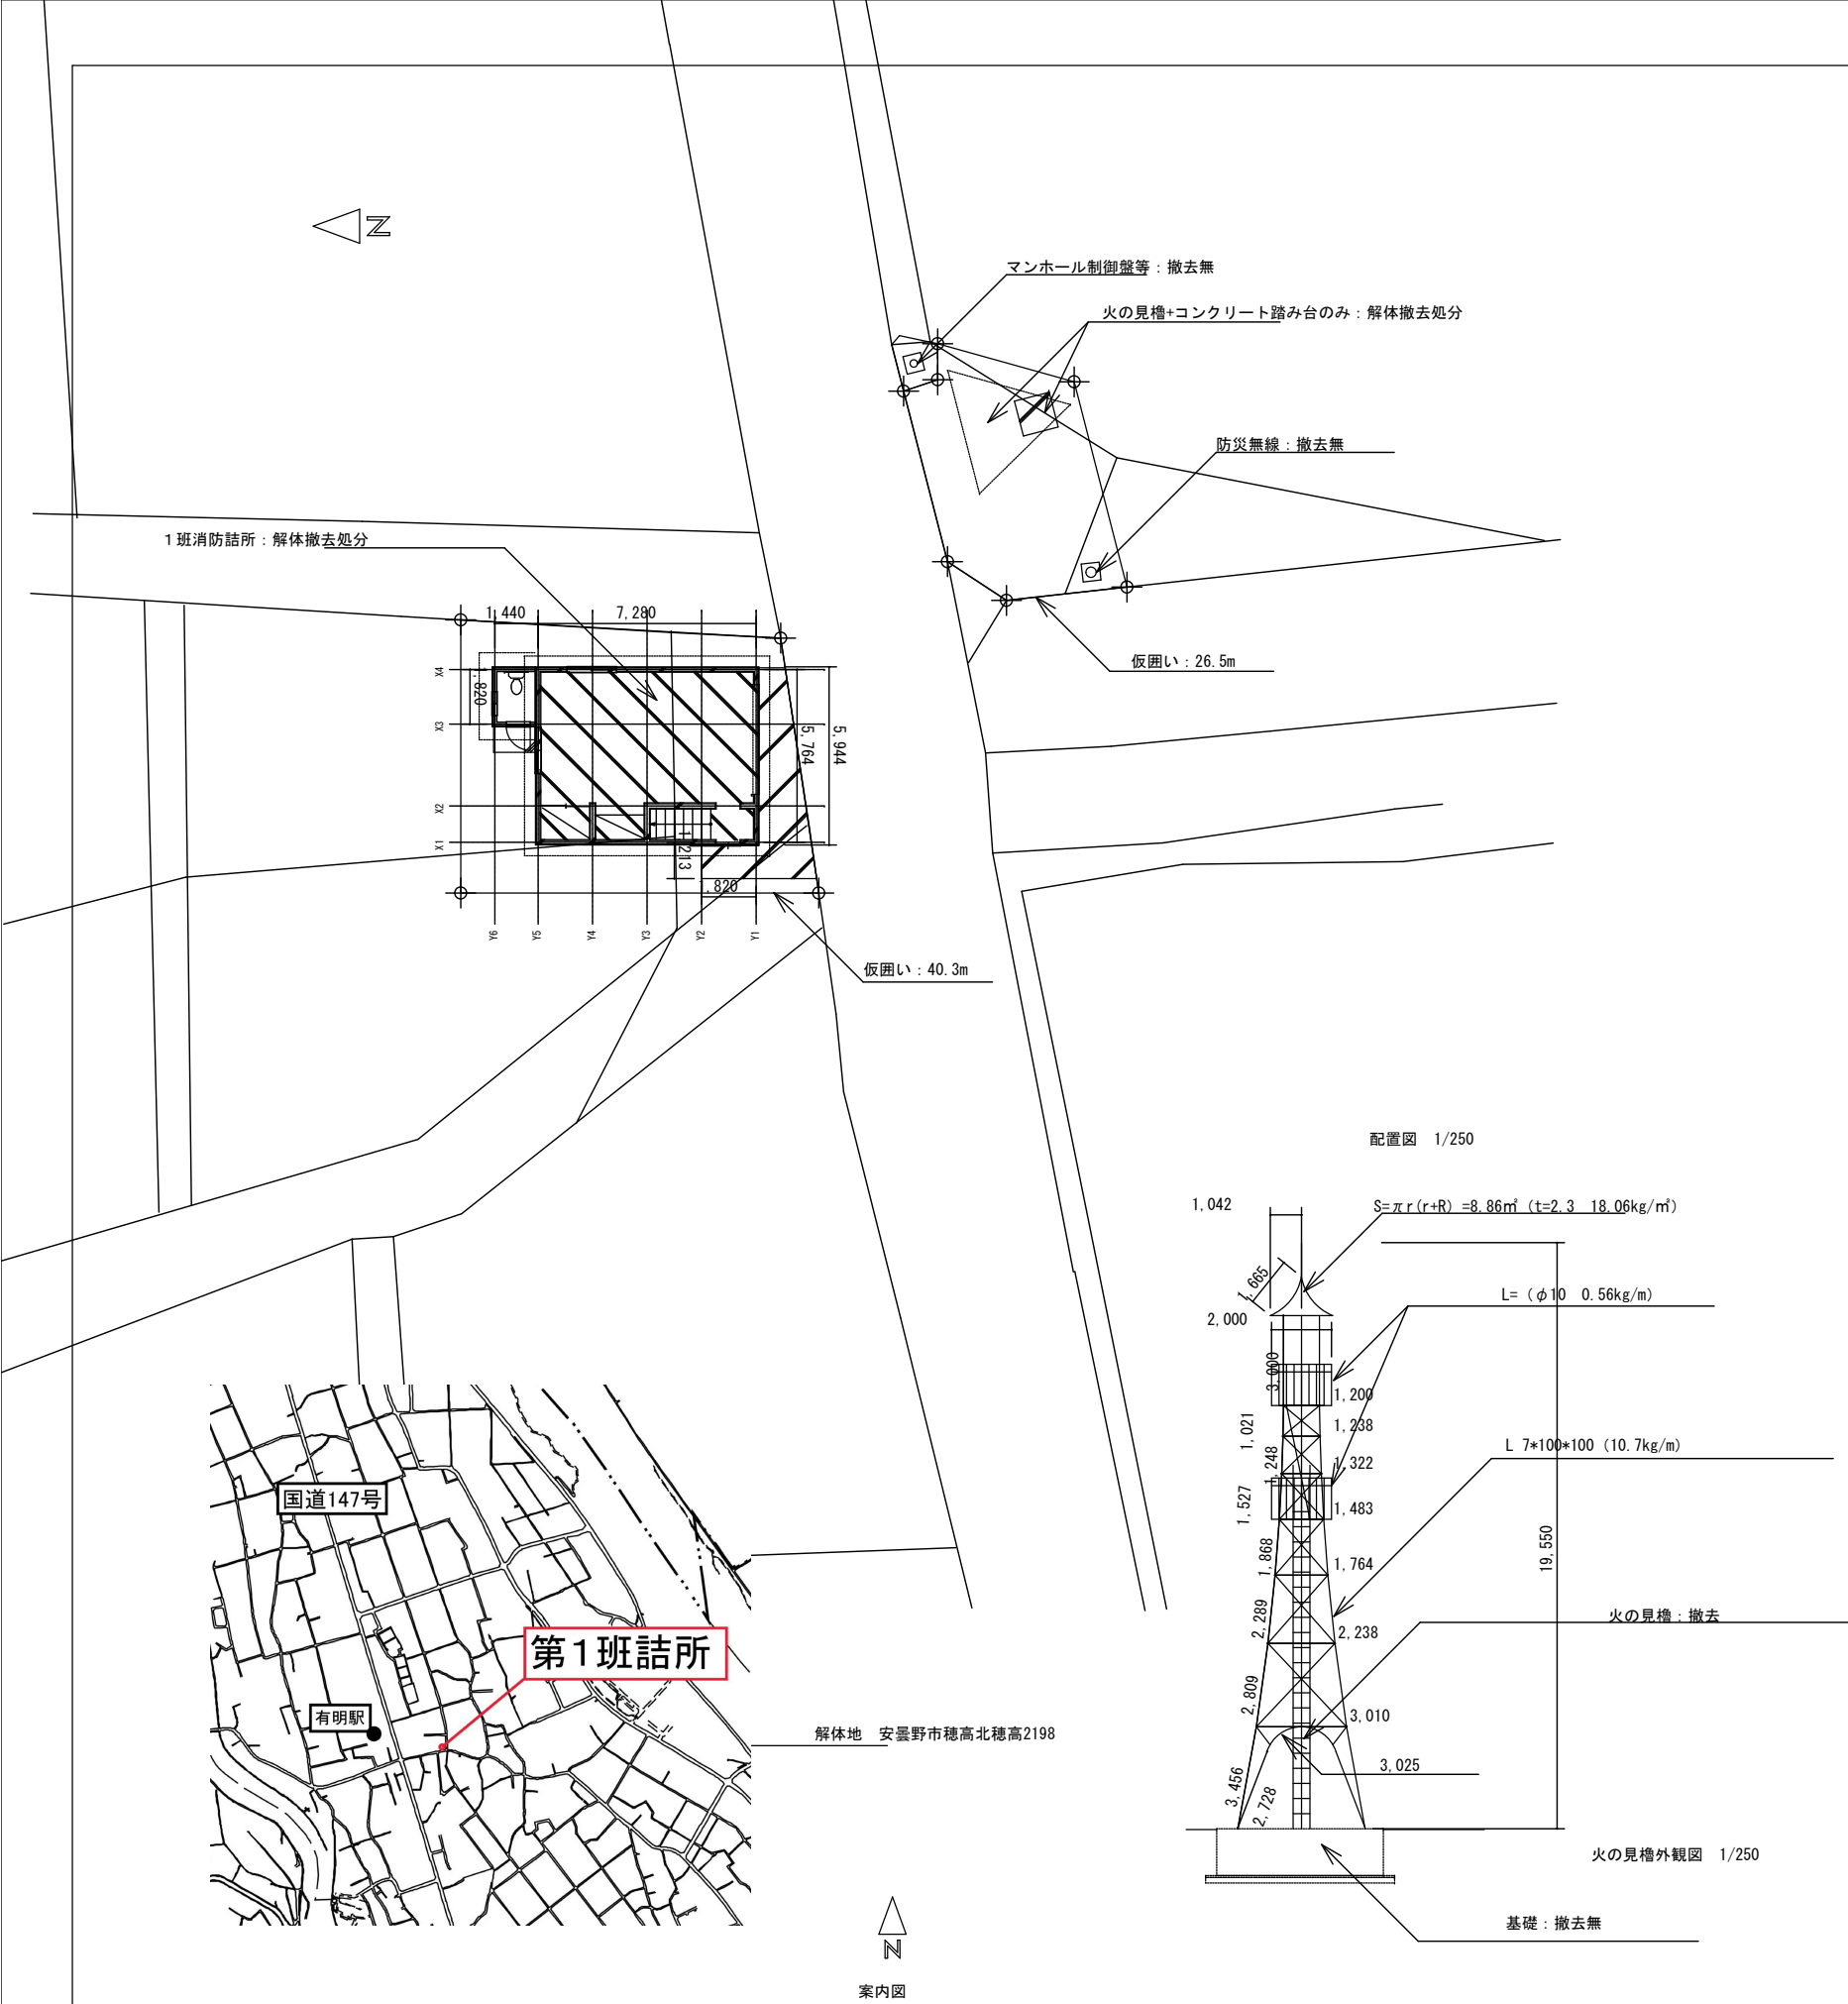 マンホール制御盤等：撤去無
火の見櫓+コンクリート踏み台のみ：解体撤去処分
防災無線：撤去無
1班消防詰所：解体撤去処分
1,440
7,280
仮囲い：26.5m
X4
X3
X2
X1
5,764
5,944
1,213
Y6
Y5
Y4
Y3
Y2
Y1
仮囲い：40.3m
配置図 1/250
1,042
S=πr(r+R) =8.86㎡ (t=2.3 18.06kg/㎡)
1,665
2,000
L= (φ10 0.56kg/m)
3,000
1,200
1,021
1,238
L 7*100*100 (10.7kg/m)
1,248
1,322
1,527
1,483
1,868
1,764
19,550
2,289
2,238
火の見櫓：撤去
2,809
3,010
3,025
3,456
2,728
火の見櫓外観図 1/250
基礎：撤去無
国道147号
第1班詰所
有明駅
解体地 安曇野市穂高北穂高2198
N
N
案内図